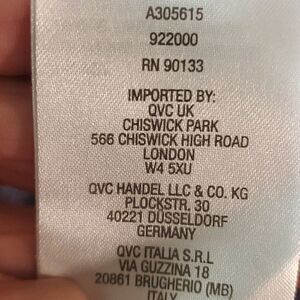 A305615
922000
RN 90133
IMPORTED BY:
QVC UK
CHISWICK PARK
566 CHISWICK HIGH ROAD
LONDON
W4 5XU
QVC HANDEL LLC & CO. KG
PLOCKSTR. 30
40221 DÜSSELDORF
GERMANY
QVC ITALIA S.R.L
VIA GUZZINA 18
20861 BRUGHERIO (MB)
ITALY